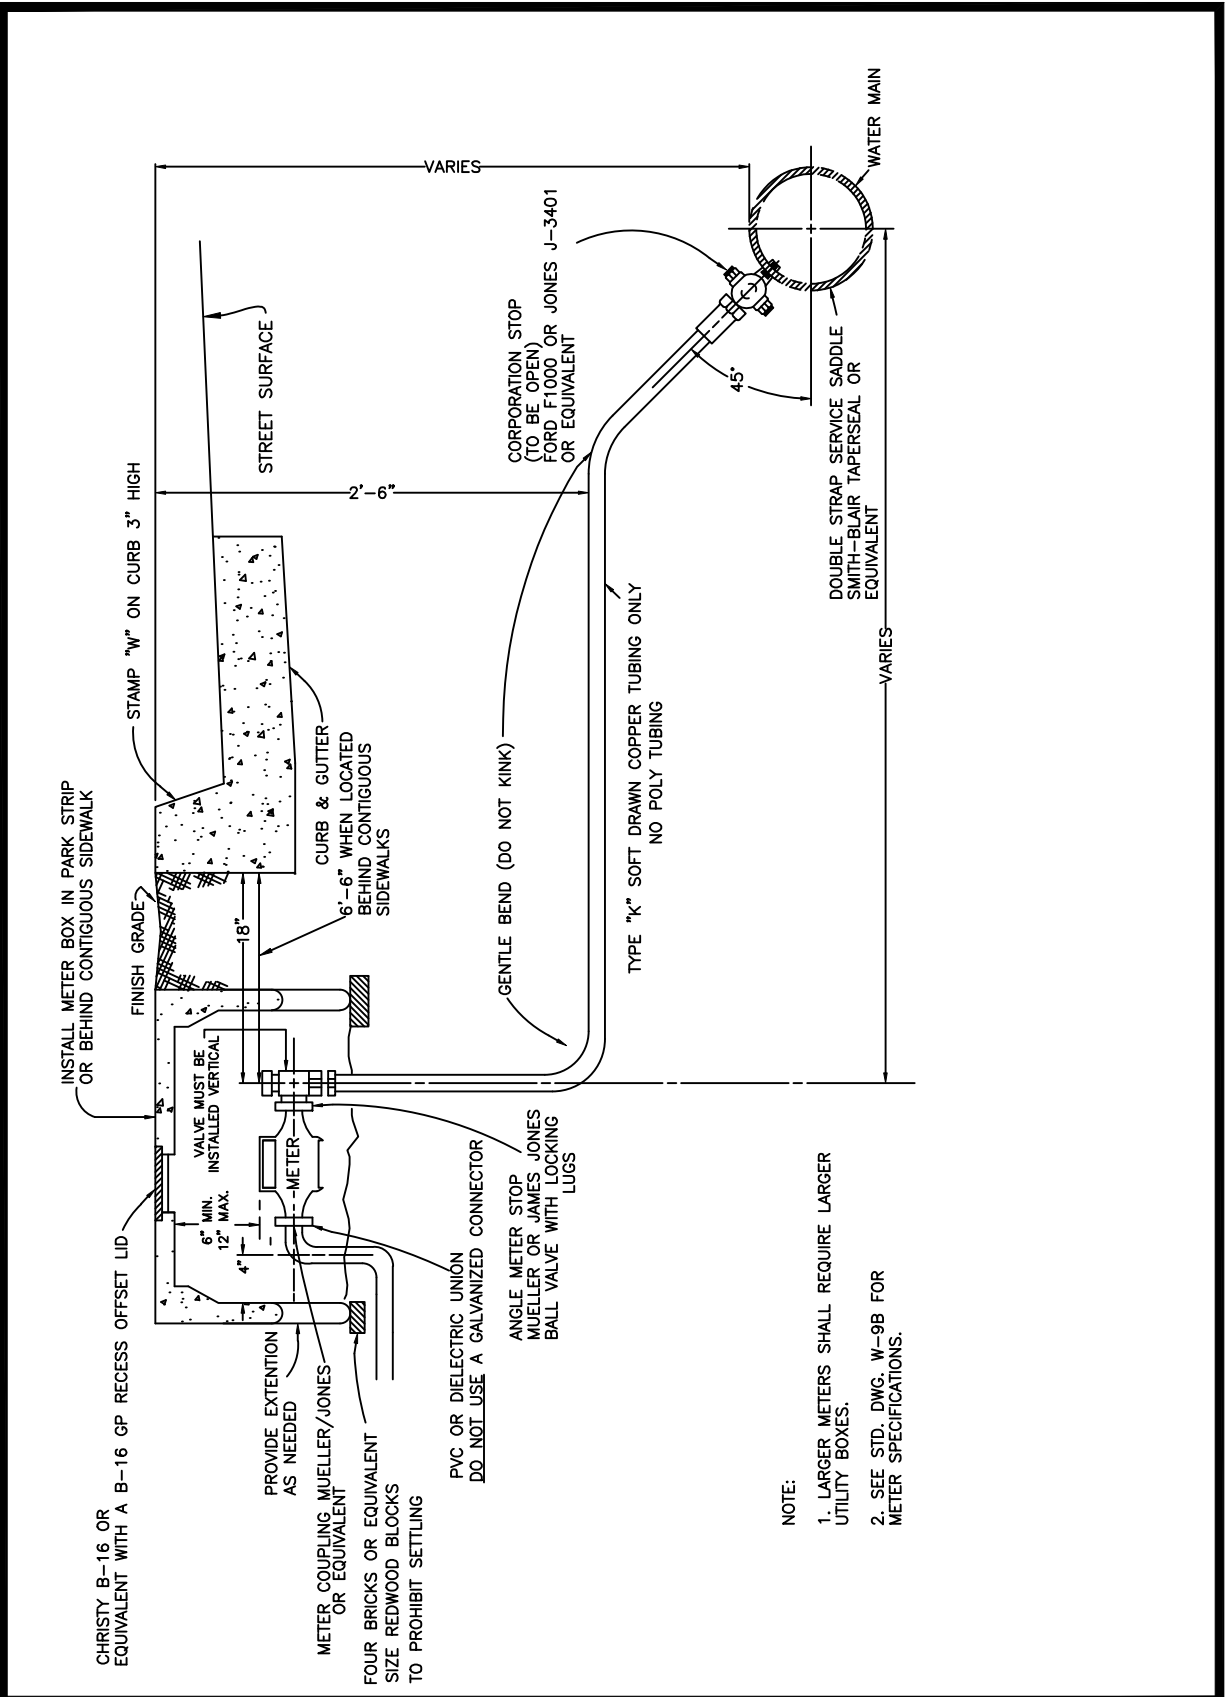 CHRISTY B-16 OR
EQUIVALENT WITH A B-16 GP RECESS OFFSET LID
INSTALL METER BOX IN PARK STRIP
OR BEHIND CONTIGUOUS SIDEWALK
FINISH GRADE
STAMP "W" ON CURB 3" HIGH
STREET SURFACE
VARIES
VALVE MUST BE
INSTALLED VERTICAL
6" MIN.
12" MAX.
4"
18"
6'-6" WHEN LOCATED
BEHIND CONTIGUOUS
SIDEWALKS
CURB & GUTTER
2'-6"
METER
PROVIDE EXTENTION
AS NEEDED
METER COUPLING MUELLER/JONES
OR EQUIVALENT
FOUR BRICKS OR EQUIVALENT
SIZE REDWOOD BLOCKS
TO PROHIBIT SETTLING
PVC OR DIELECTRIC UNION
DO NOT USE A GALVANIZED CONNECTOR
ANGLE METER STOP
MUELLER OR JAMES JONES
BALL VALVE WITH LOCKING
LUGS
GENTLE BEND (DO NOT KINK)
CORPORATION STOP
(TO BE OPEN)
FORD F1000 OR JONES J-3401
OR EQUIVALENT
TYPE "K" SOFT DRAWN COPPER TUBING ONLY
NO POLY TUBING
45°
WATER MAIN
DOUBLE STRAP SERVICE SADDLE
SMITH-BLAIR TAPERSEAL OR
EQUIVALENT
VARIES
NOTE:
1. LARGER METERS SHALL REQUIRE LARGER
UTILITY BOXES.
2. SEE STD. DWG. W-9B FOR
METER SPECIFICATIONS.